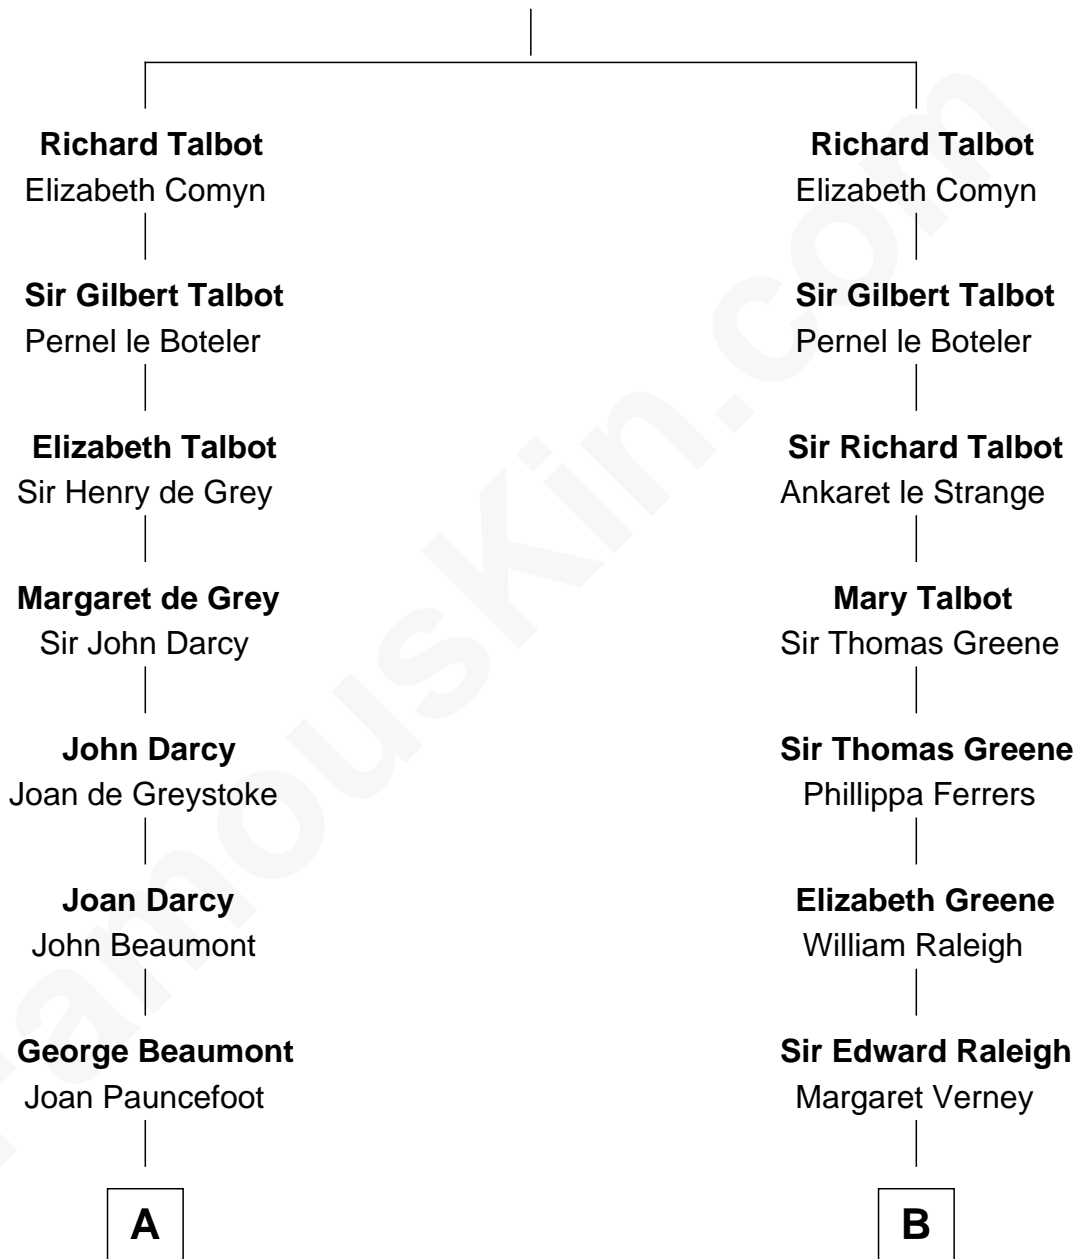 Richard Talbot
Elizabeth Comyn
Sir Gilbert Talbot
Pernel le Boteler
Elizabeth Talbot
Sir Henry de Grey
Margaret de Grey
Sir John Darcy
John Darcy
Joan de Greystoke
Joan Darcy
John Beaumont
George Beaumont
Joan Pauncefoot
A
Richard Talbot
Elizabeth Comyn
Sir Gilbert Talbot
Pernel le Boteler
Sir Richard Talbot
Ankaret le Strange
Mary Talbot
Sir Thomas Greene
Sir Thomas Greene
Phillippa Ferrers
Elizabeth Greene
William Raleigh
Sir Edward Raleigh
Margaret Verney
B
FamousKin.com